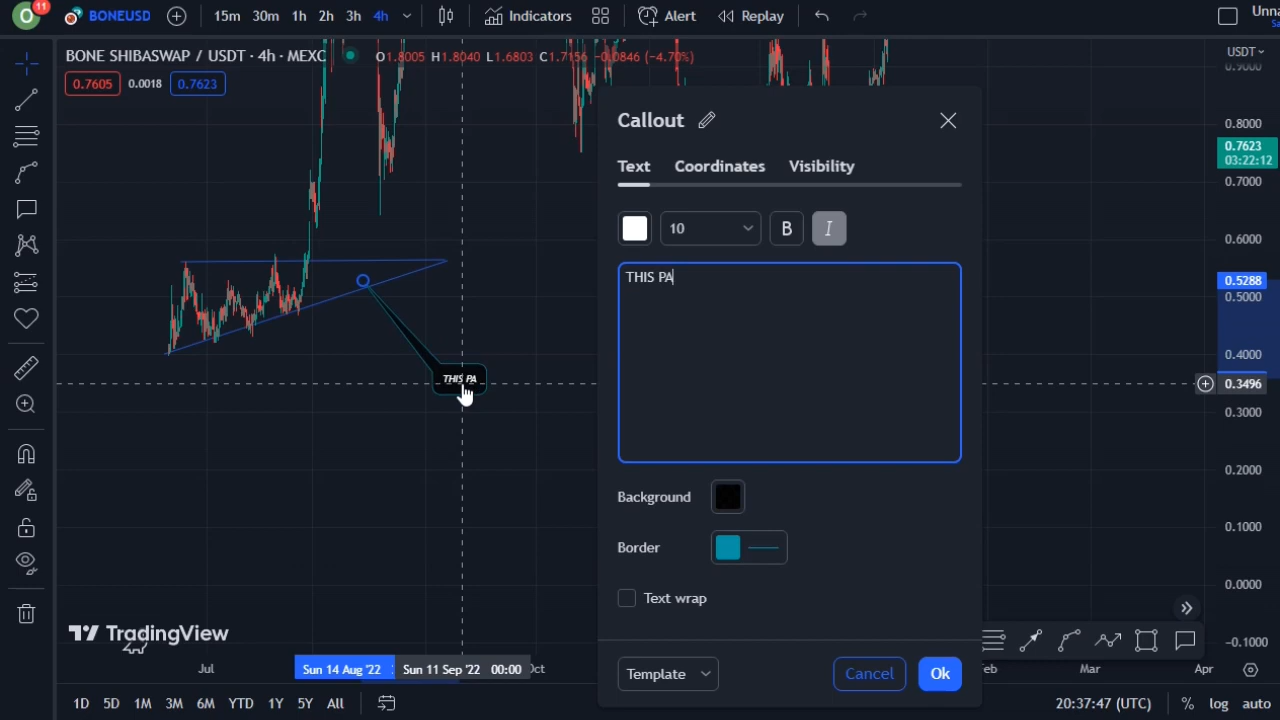 O 11 BONEUSD 15m 30m 1h 2h 3h 4h Indicators Alert Replay
BONE SHIBASWAP / USDT · 4h · MEXC O1.8005 H1.8040 L1.6803 C1.7156 −0.0846 (−4.70%)
USDT
0.9000
0.7605 0.0018 0.7623
Callout
0.8000
0.7623
03:22:12
Text Coordinates Visibility
0.7000
10 B I
0.6000
THIS PA
0.5288
0.5000
0.4000
THIS PA
0.3496
0.3000
0.2000
Background
0.1000
Border
0.0000
Text wrap
TradingView
-0.1000
Jul Sun 14 Aug '22 Sun 11 Sep '22 00:00 Oct Mar Apr
Template Cancel Ok
1D 5D 1M 3M 6M YTD 1Y 5Y All 20:37:47 (UTC) % log auto